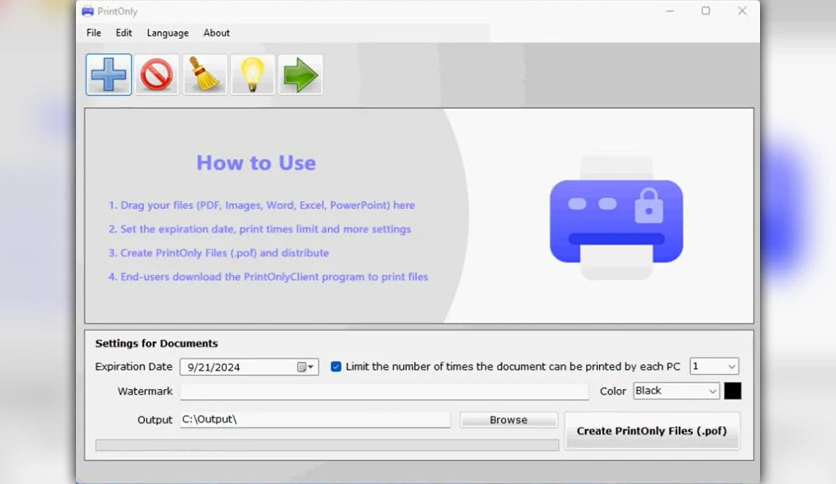 PrintOnly
File Edit Language About
How to Use
1. Drag your files (PDF, Images, Word, Excel, PowerPoint) here
2. Set the expiration date, print times limit and more settings
3. Create PrintOnly Files (.pof) and distribute
4. End-users download the PrintOnlyClient program to print files
Settings for Documents
Expiration Date 9/21/2024 Limit the number of times the document can be printed by each PC 1
Watermark Color Black
Output C:\Output\ Browse
Create PrintOnly Files (.pof)